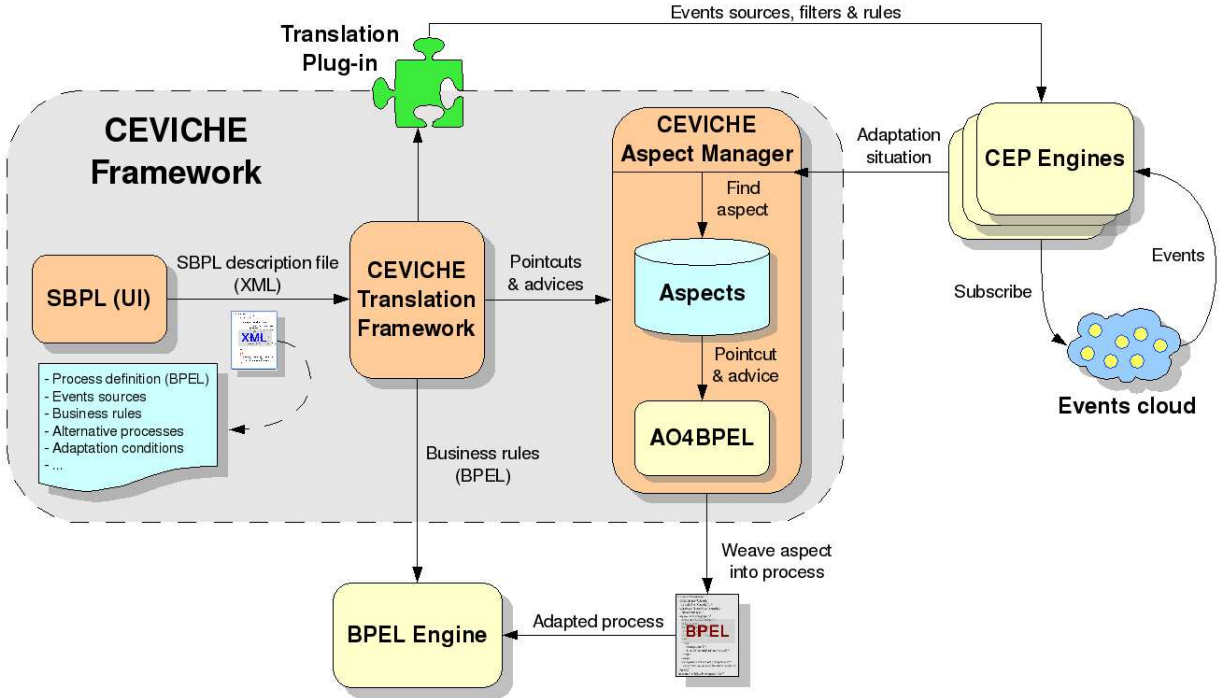 Events sources, filters & rules
Translation
Plug-in
CEVICHE
Framework
CEVICHE
Aspect Manager
Adaptation
situation
CEP Engines
Find
aspect
SBPL description file
(XML)
SBPL (UI)
CEVICHE
Translation
Framework
Pointcuts
& advices
Aspects
Events
Subscribe
XML
- Process definition (BPEL)
- Events sources
- Business rules
- Alternative processes
- Adaptation conditions
- ...
Pointcut
& advice
AO4BPEL
Events cloud
Business rules
(BPEL)
Weave aspect
into process
BPEL Engine
Adapted process
BPEL